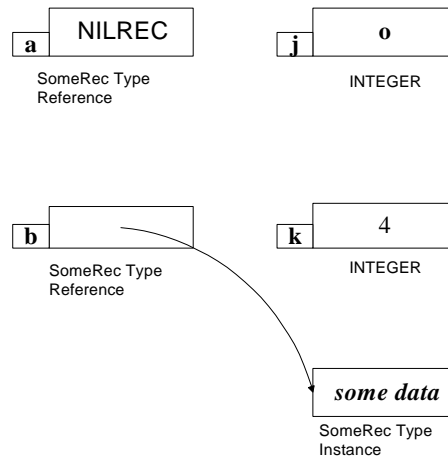 a
NILREC
SomeRec Type
Reference
j
o
INTEGER
b
SomeRec Type
Reference
k
4
INTEGER
some data
SomeRec Type
Instance